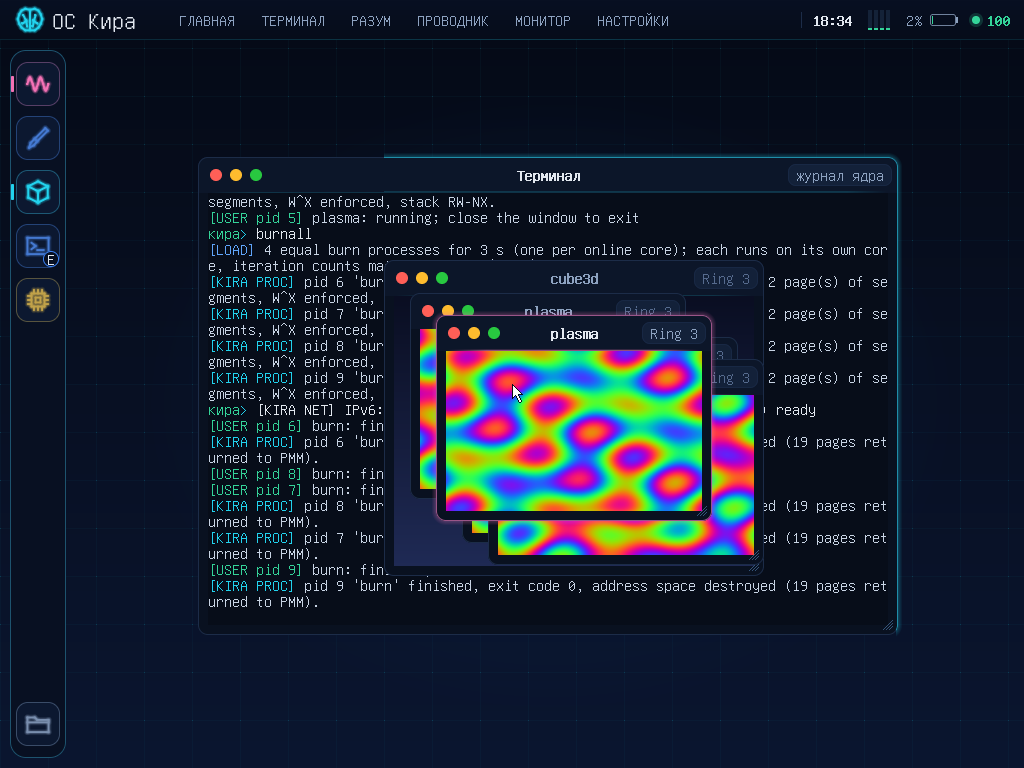 ОС Кира
ГЛАВНАЯ ТЕРМИНАЛ РАЗУМ ПРОВОДНИК МОНИТОР НАСТРОЙКИ
18:34 2% 100
E
Терминал
журнал ядра
segments, W^X enforced, stack RW-NX.
[USER pid 5] plasma: running; close the window to exit
кира> burnall
[LOAD] 4 equal burn processes for 3 s (one per online core); each runs on its own cor
e, iteration counts
cube3d
Ring 3
[KIRA PROC] pid 6 'bur 2 page(s) of se
gments, W^X enforced,
plasma
Ring 3
[KIRA PROC] pid 7 'bur 2 page(s) of se
plasma
Ring 3
gments, W^X enforced,
[KIRA PROC] pid 8 'bur 2 page(s) of se
gments, W^X enforced,
3
[KIRA PROC] pid 9 'bur 2 page(s) of se
ing 3
gments, W^X enforced,
кира> [KIRA NET] IPv6: ready
[USER pid 6] burn: fin
[KIRA PROC] pid 6 'bur ed (19 pages ret
urned to PMM).
[USER pid 8] burn: fin
[USER pid 7] burn: fin
[KIRA PROC] pid 8 'bur ed (19 pages ret
urned to PMM).
[KIRA PROC] pid 7 'bur ed (19 pages ret
urned to PMM).
[USER pid 9] burn: fin
[KIRA PROC] pid 9 'burn' finished, exit code 0, address space destroyed (19 pages ret
urned to PMM).